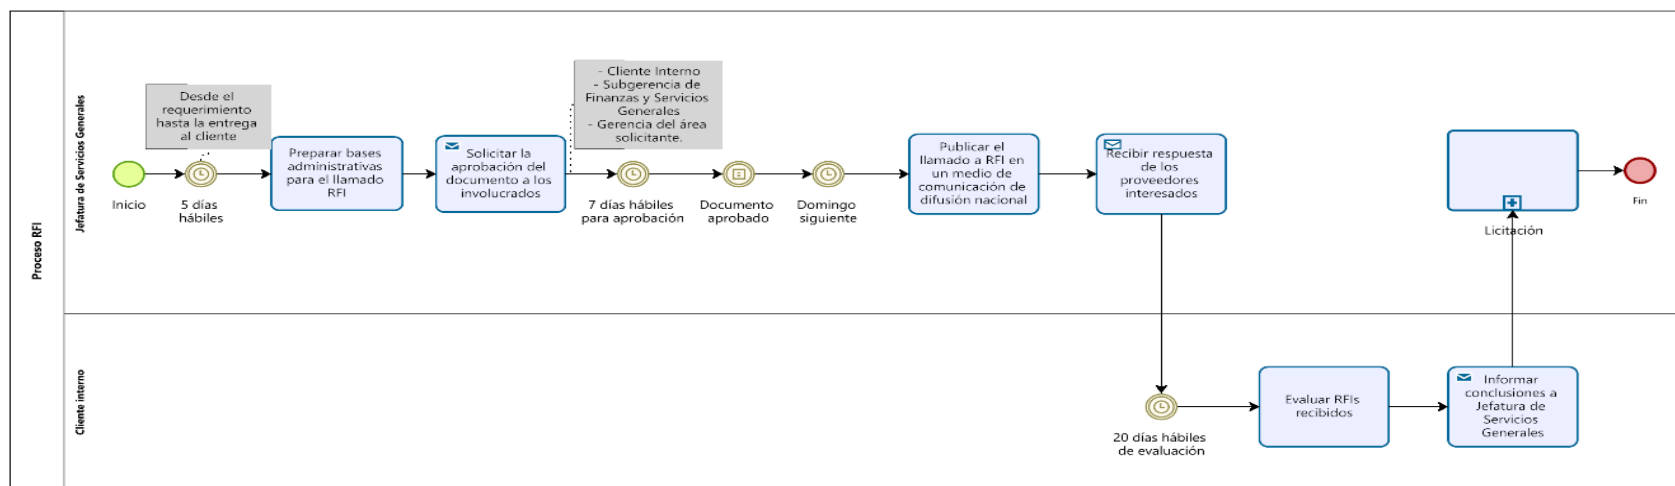 Proceso RFI
Jefatura de Servicios Generales
Inicio
Desde el
requerimiento
hasta la entrega
al cliente
5 días
hábiles
Preparar bases
administrativas
para el llamado
RFI
Solicitar la
aprobación del
documento a los
involucrados
- Cliente Interno
- Subgerencia de
Finanzas y Servicios
Generales
- Gerencia del área
solicitante.
7 días hábiles
para aprobación
Documento
aprobado
Domingo
siguiente
Publicar el
llamado a RFI en
un medio de
comunicación de
difusión nacional
Recibir respuesta
de los
proveedores
interesados
Licitación
Fin
Cliente interno
20 días hábiles
de evaluación
Evaluar RFIs
recibidos
Informar
conclusiones a
Jefatura de
Servicios
Generales